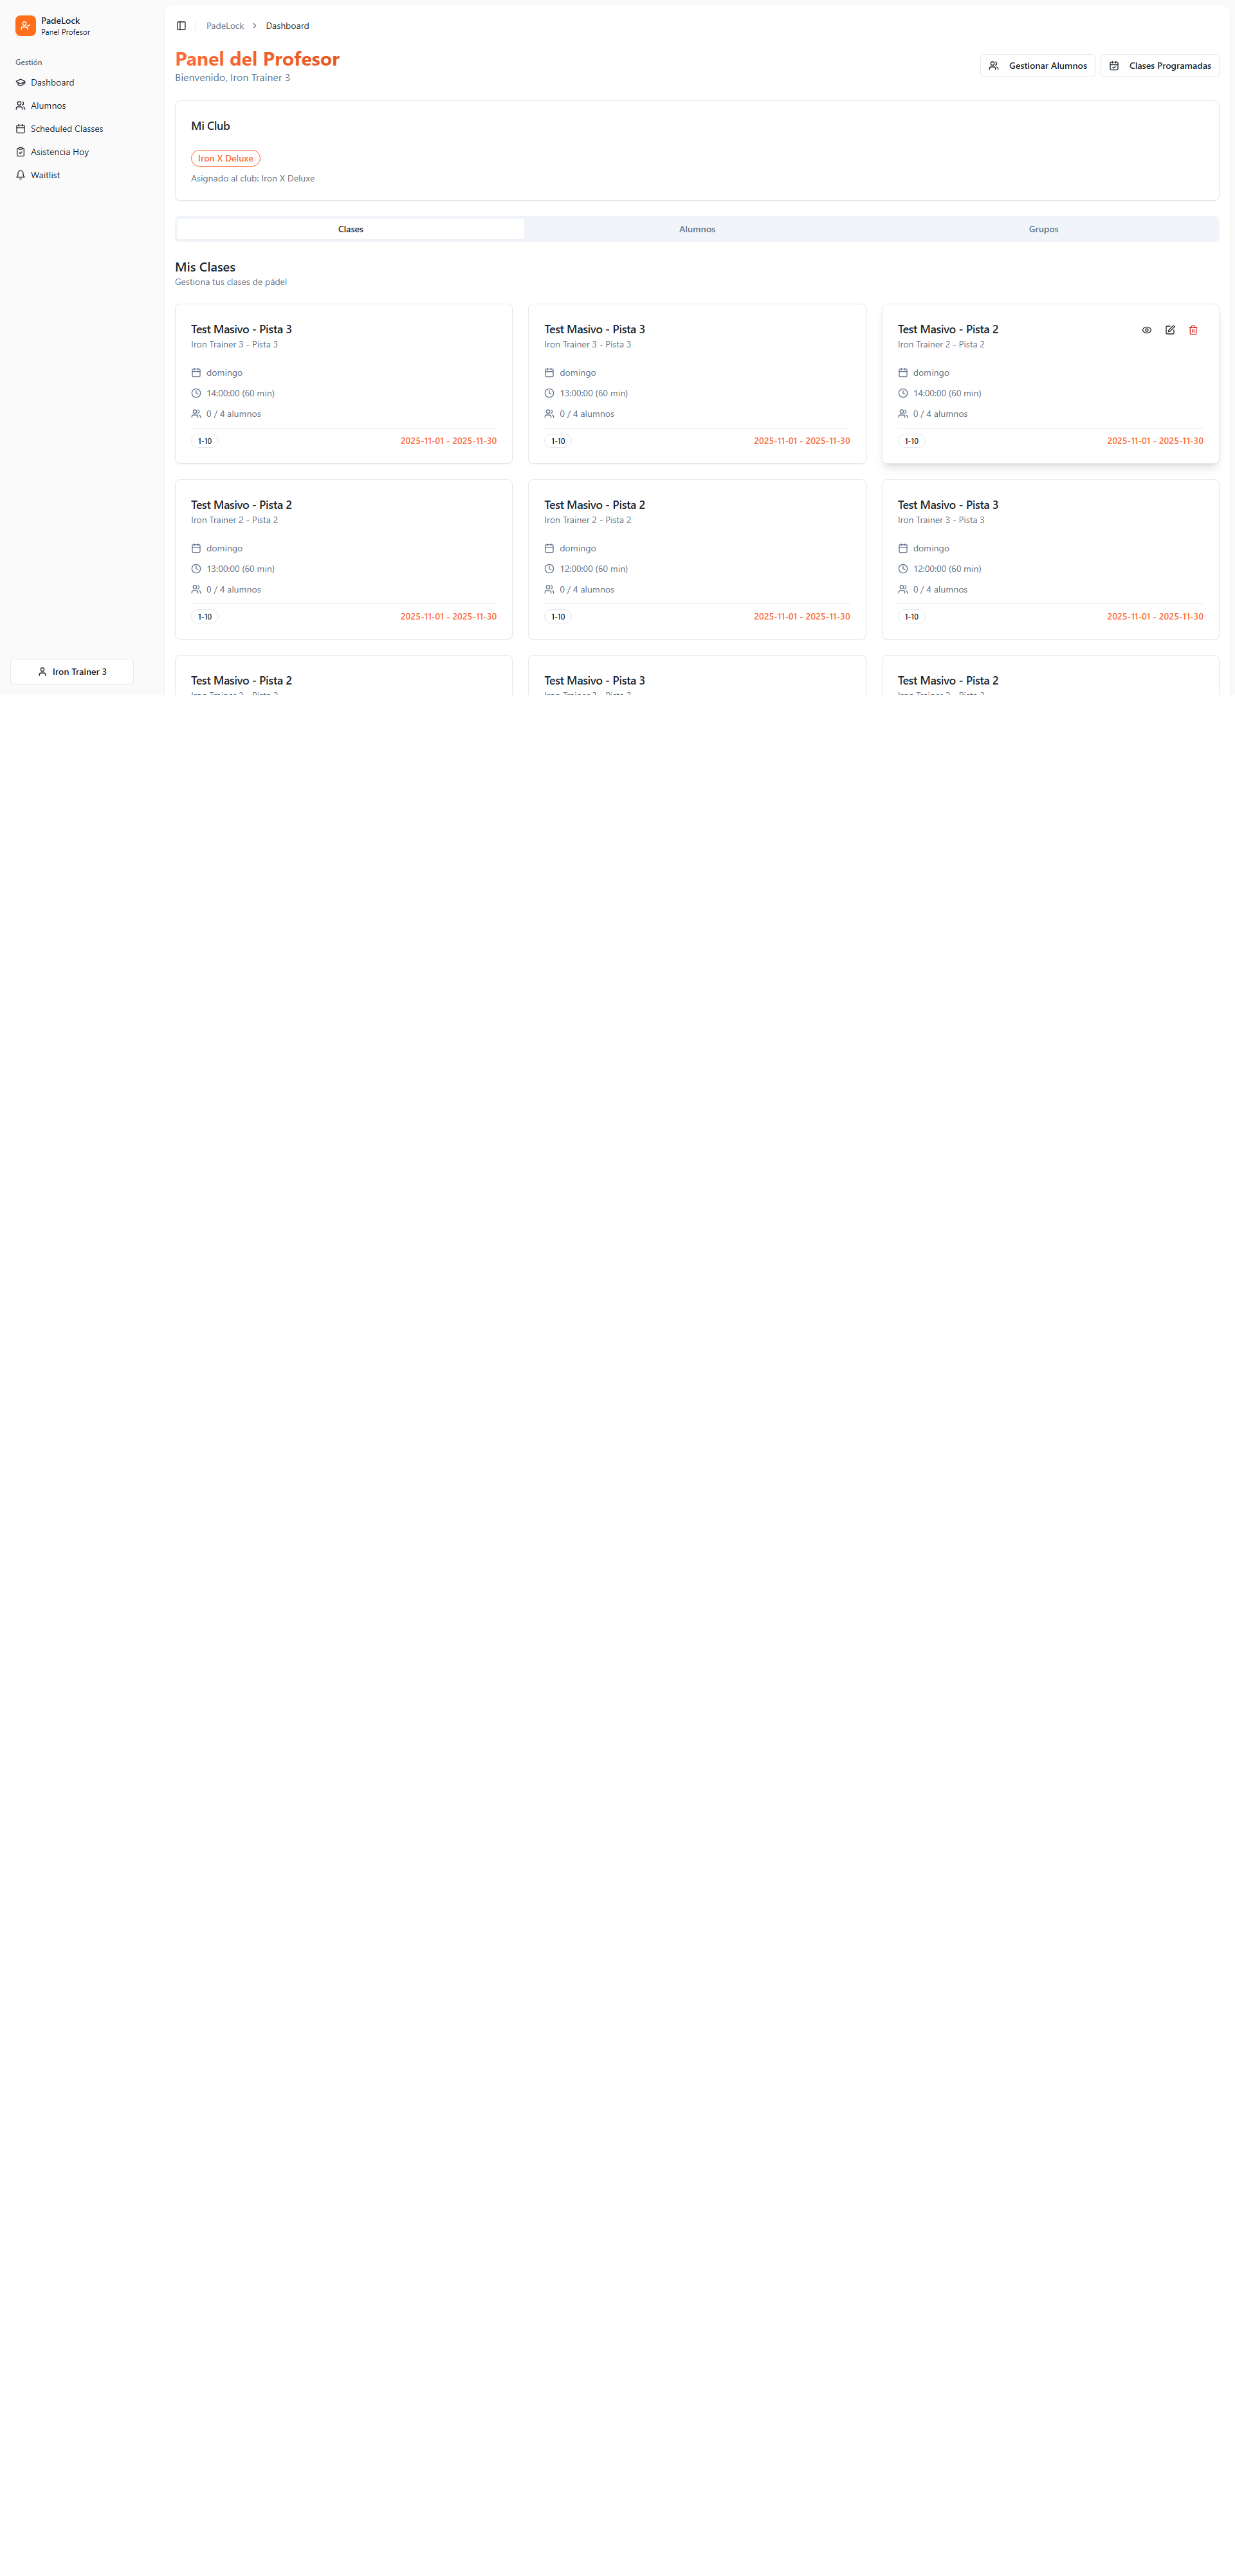 PadeLock
Panel Profesor
Gestión
Dashboard
Alumnos
Scheduled Classes
Asistencia Hoy
Waitlist
Iron Trainer 3
PadeLock > Dashboard
Panel del Profesor
Bienvenido, Iron Trainer 3
Gestionar Alumnos
Clases Programadas
Mi Club
Iron X Deluxe
Asignado al club: Iron X Deluxe
Clases
Alumnos
Grupos
Mis Clases
Gestiona tus clases de pádel
Test Masivo - Pista 3
Iron Trainer 3 - Pista 3
domingo
14:00:00 (60 min)
0 / 4 alumnos
1-10
2025-11-01 - 2025-11-30
Test Masivo - Pista 3
Iron Trainer 3 - Pista 3
domingo
13:00:00 (60 min)
0 / 4 alumnos
1-10
2025-11-01 - 2025-11-30
Test Masivo - Pista 2
Iron Trainer 2 - Pista 2
domingo
14:00:00 (60 min)
0 / 4 alumnos
1-10
2025-11-01 - 2025-11-30
Test Masivo - Pista 2
Iron Trainer 2 - Pista 2
domingo
13:00:00 (60 min)
0 / 4 alumnos
1-10
2025-11-01 - 2025-11-30
Test Masivo - Pista 2
Iron Trainer 2 - Pista 2
domingo
12:00:00 (60 min)
0 / 4 alumnos
1-10
2025-11-01 - 2025-11-30
Test Masivo - Pista 3
Iron Trainer 3 - Pista 3
domingo
12:00:00 (60 min)
0 / 4 alumnos
1-10
2025-11-01 - 2025-11-30
Test Masivo - Pista 2
Test Masivo - Pista 3
Test Masivo - Pista 2